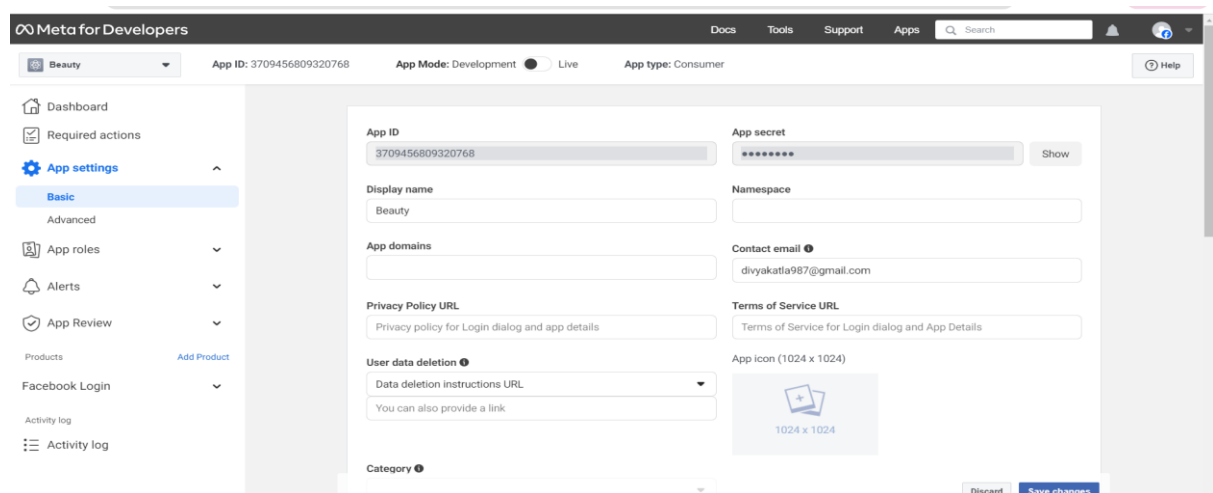 Meta for Developers Docs Tools Support Apps Search
Beauty App ID: 3709456809320768 App Mode: Development Live App type: Consumer Help
Dashboard
Required actions
App settings
Basic
Advanced
App roles
Alerts
App Review
Products Add Product
Facebook Login
Activity log
Activity log
App ID App secret
3709456809320768 ●●●●●●●● Show
Display name Namespace
Beauty
App domains Contact email
divyakatla987@gmail.com
Privacy Policy URL Terms of Service URL
Privacy policy for Login dialog and app details Terms of Service for Login dialog and App Details
User data deletion App icon (1024 x 1024)
Data deletion instructions URL
You can also provide a link
1024 x 1024
Category
Discard Save changes